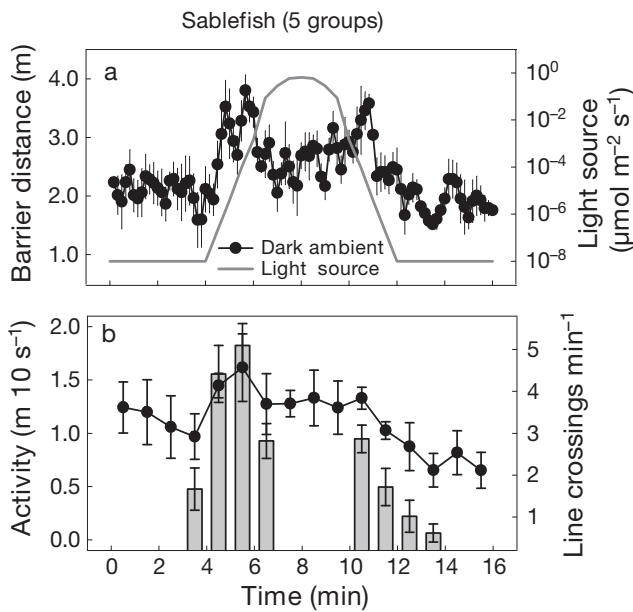 Sablefish (5 groups)
a
Barrier distance (m)
4.0
3.0
2.0
1.0
10⁰
10⁻²
10⁻⁴
10⁻⁶
10⁻⁸
Light source
(µmol m⁻² s⁻¹)
Dark ambient
Light source
b
Activity (m 10 s⁻¹)
2.0
1.5
1.0
0.5
0.0
5
4
3
2
1
Line crossings min⁻¹
0 2 4 6 8 10 12 14 16
Time (min)